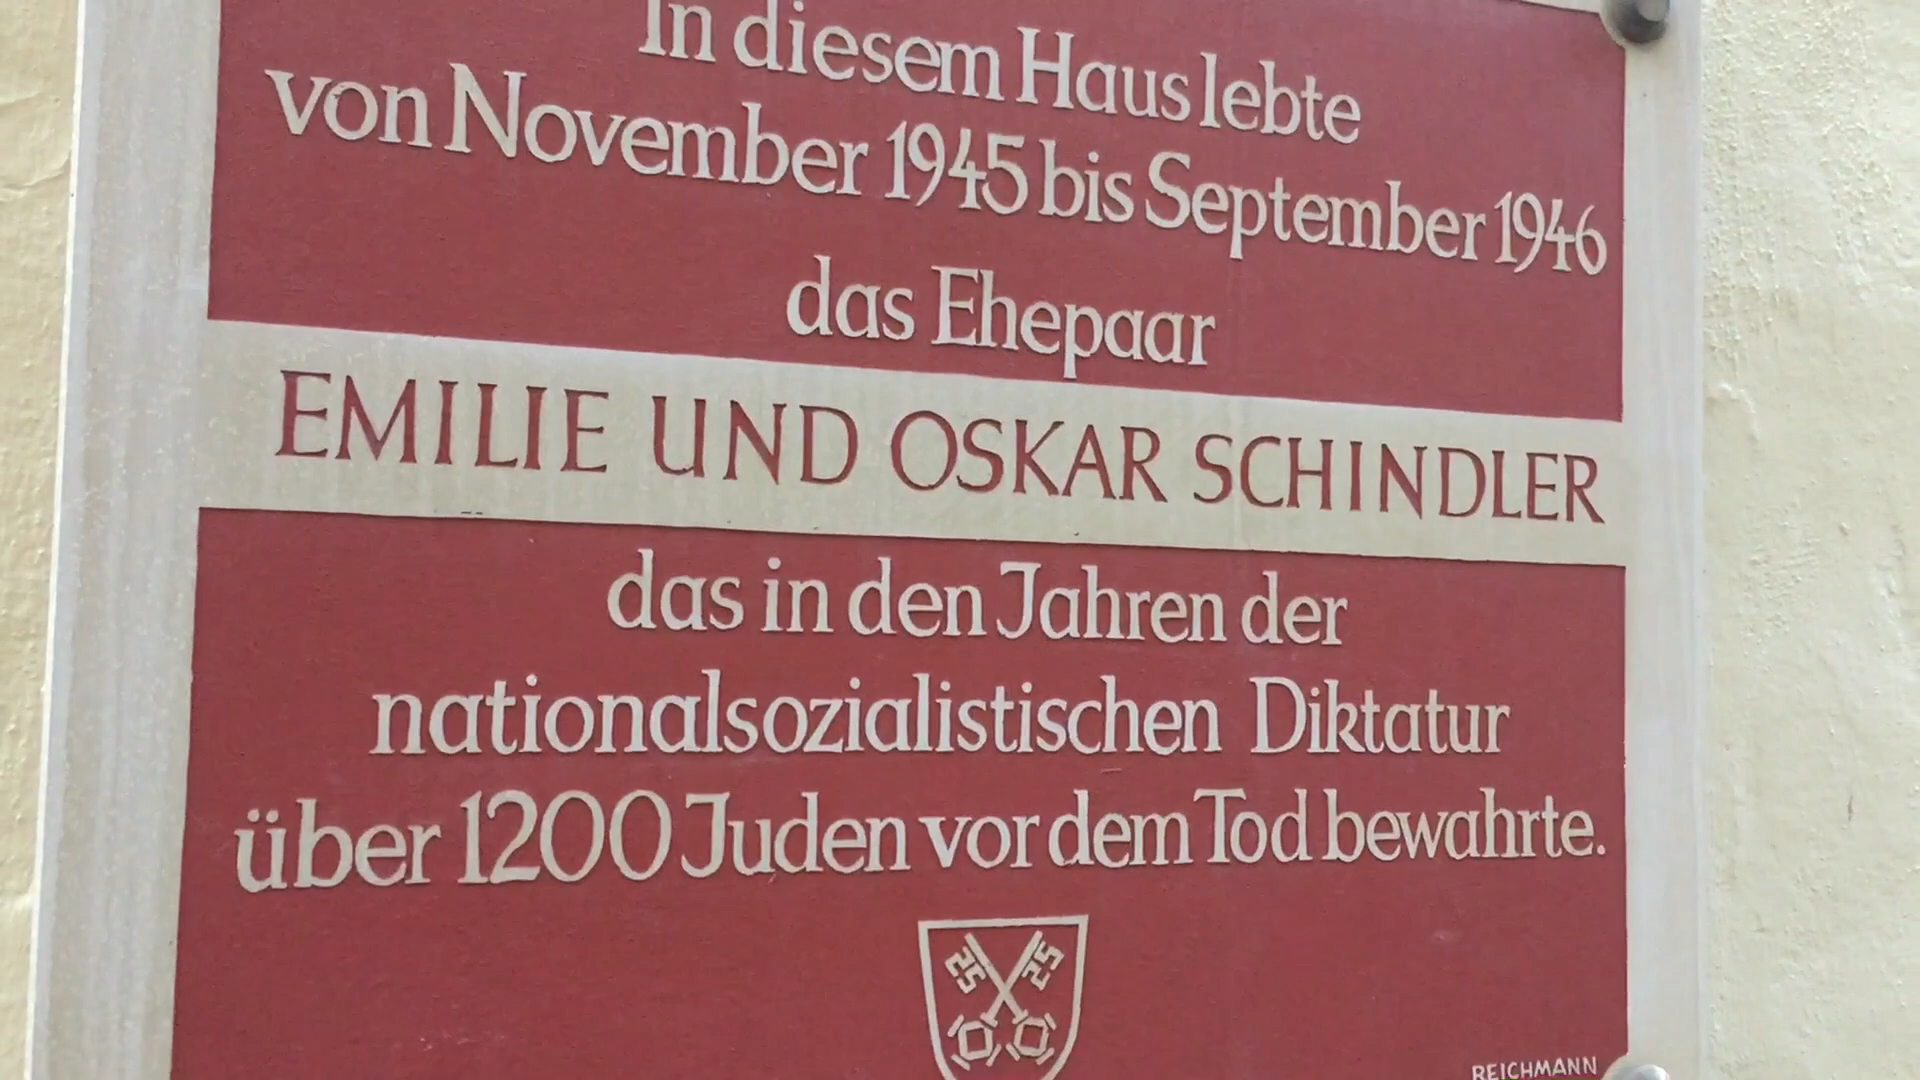 In diesem Haus lebte
von November 1945 bis September 1946
das Ehepaar
EMILIE UND OSKAR SCHINDLER
das in den Jahren der
nationalsozialistischen Diktatur
über 1200 Juden vor dem Tod bewahrte.
REICHMANN